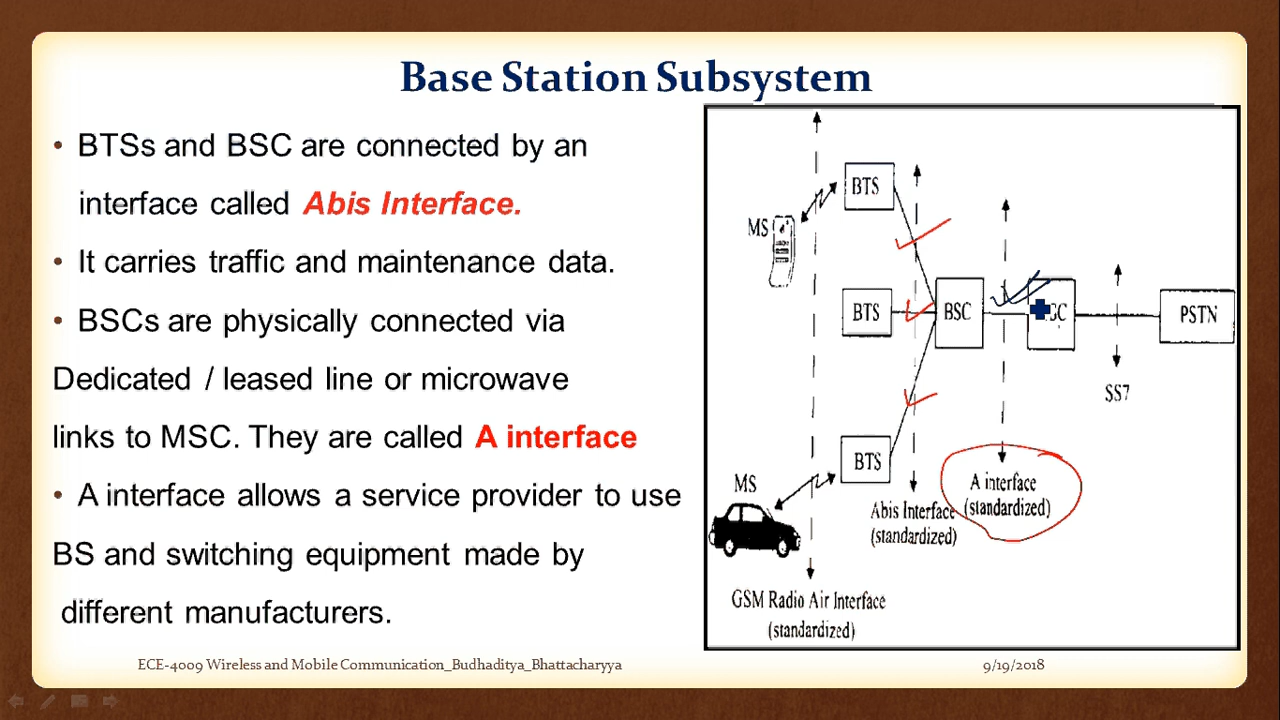 Base Station Subsystem
• BTSs and BSC are connected by an
interface called Abis Interface.
• It carries traffic and maintenance data.
• BSCs are physically connected via
Dedicated / leased line or microwave
links to MSC. They are called A interface
• A interface allows a service provider to use
BS and switching equipment made by
different manufacturers.
BTS
MS
BTS
BSC
PSTN
SS7
BTS
MS
A interface
(standardized)
Abis Interface
(standardized)
GSM Radio Air Interface
(standardized)
ECE-4009 Wireless and Mobile Communication_Budhaditya_Bhattacharyya
9/19/2018